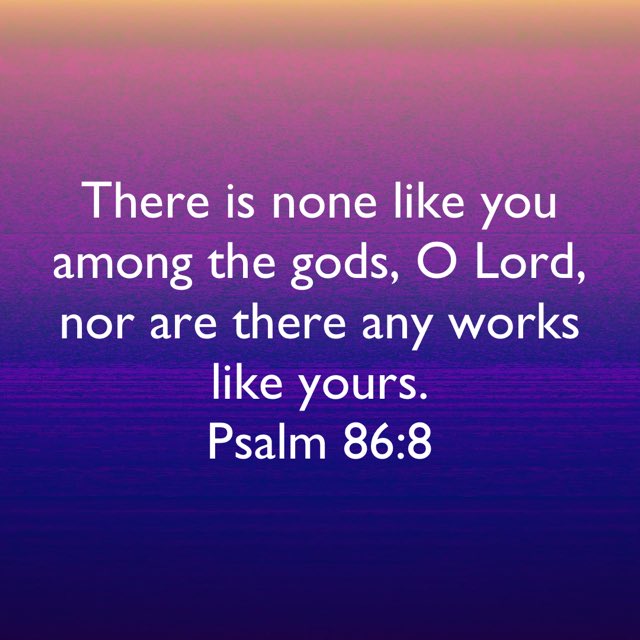 There is none like you
among the gods, O Lord,
nor are there any works
like yours.
Psalm 86:8